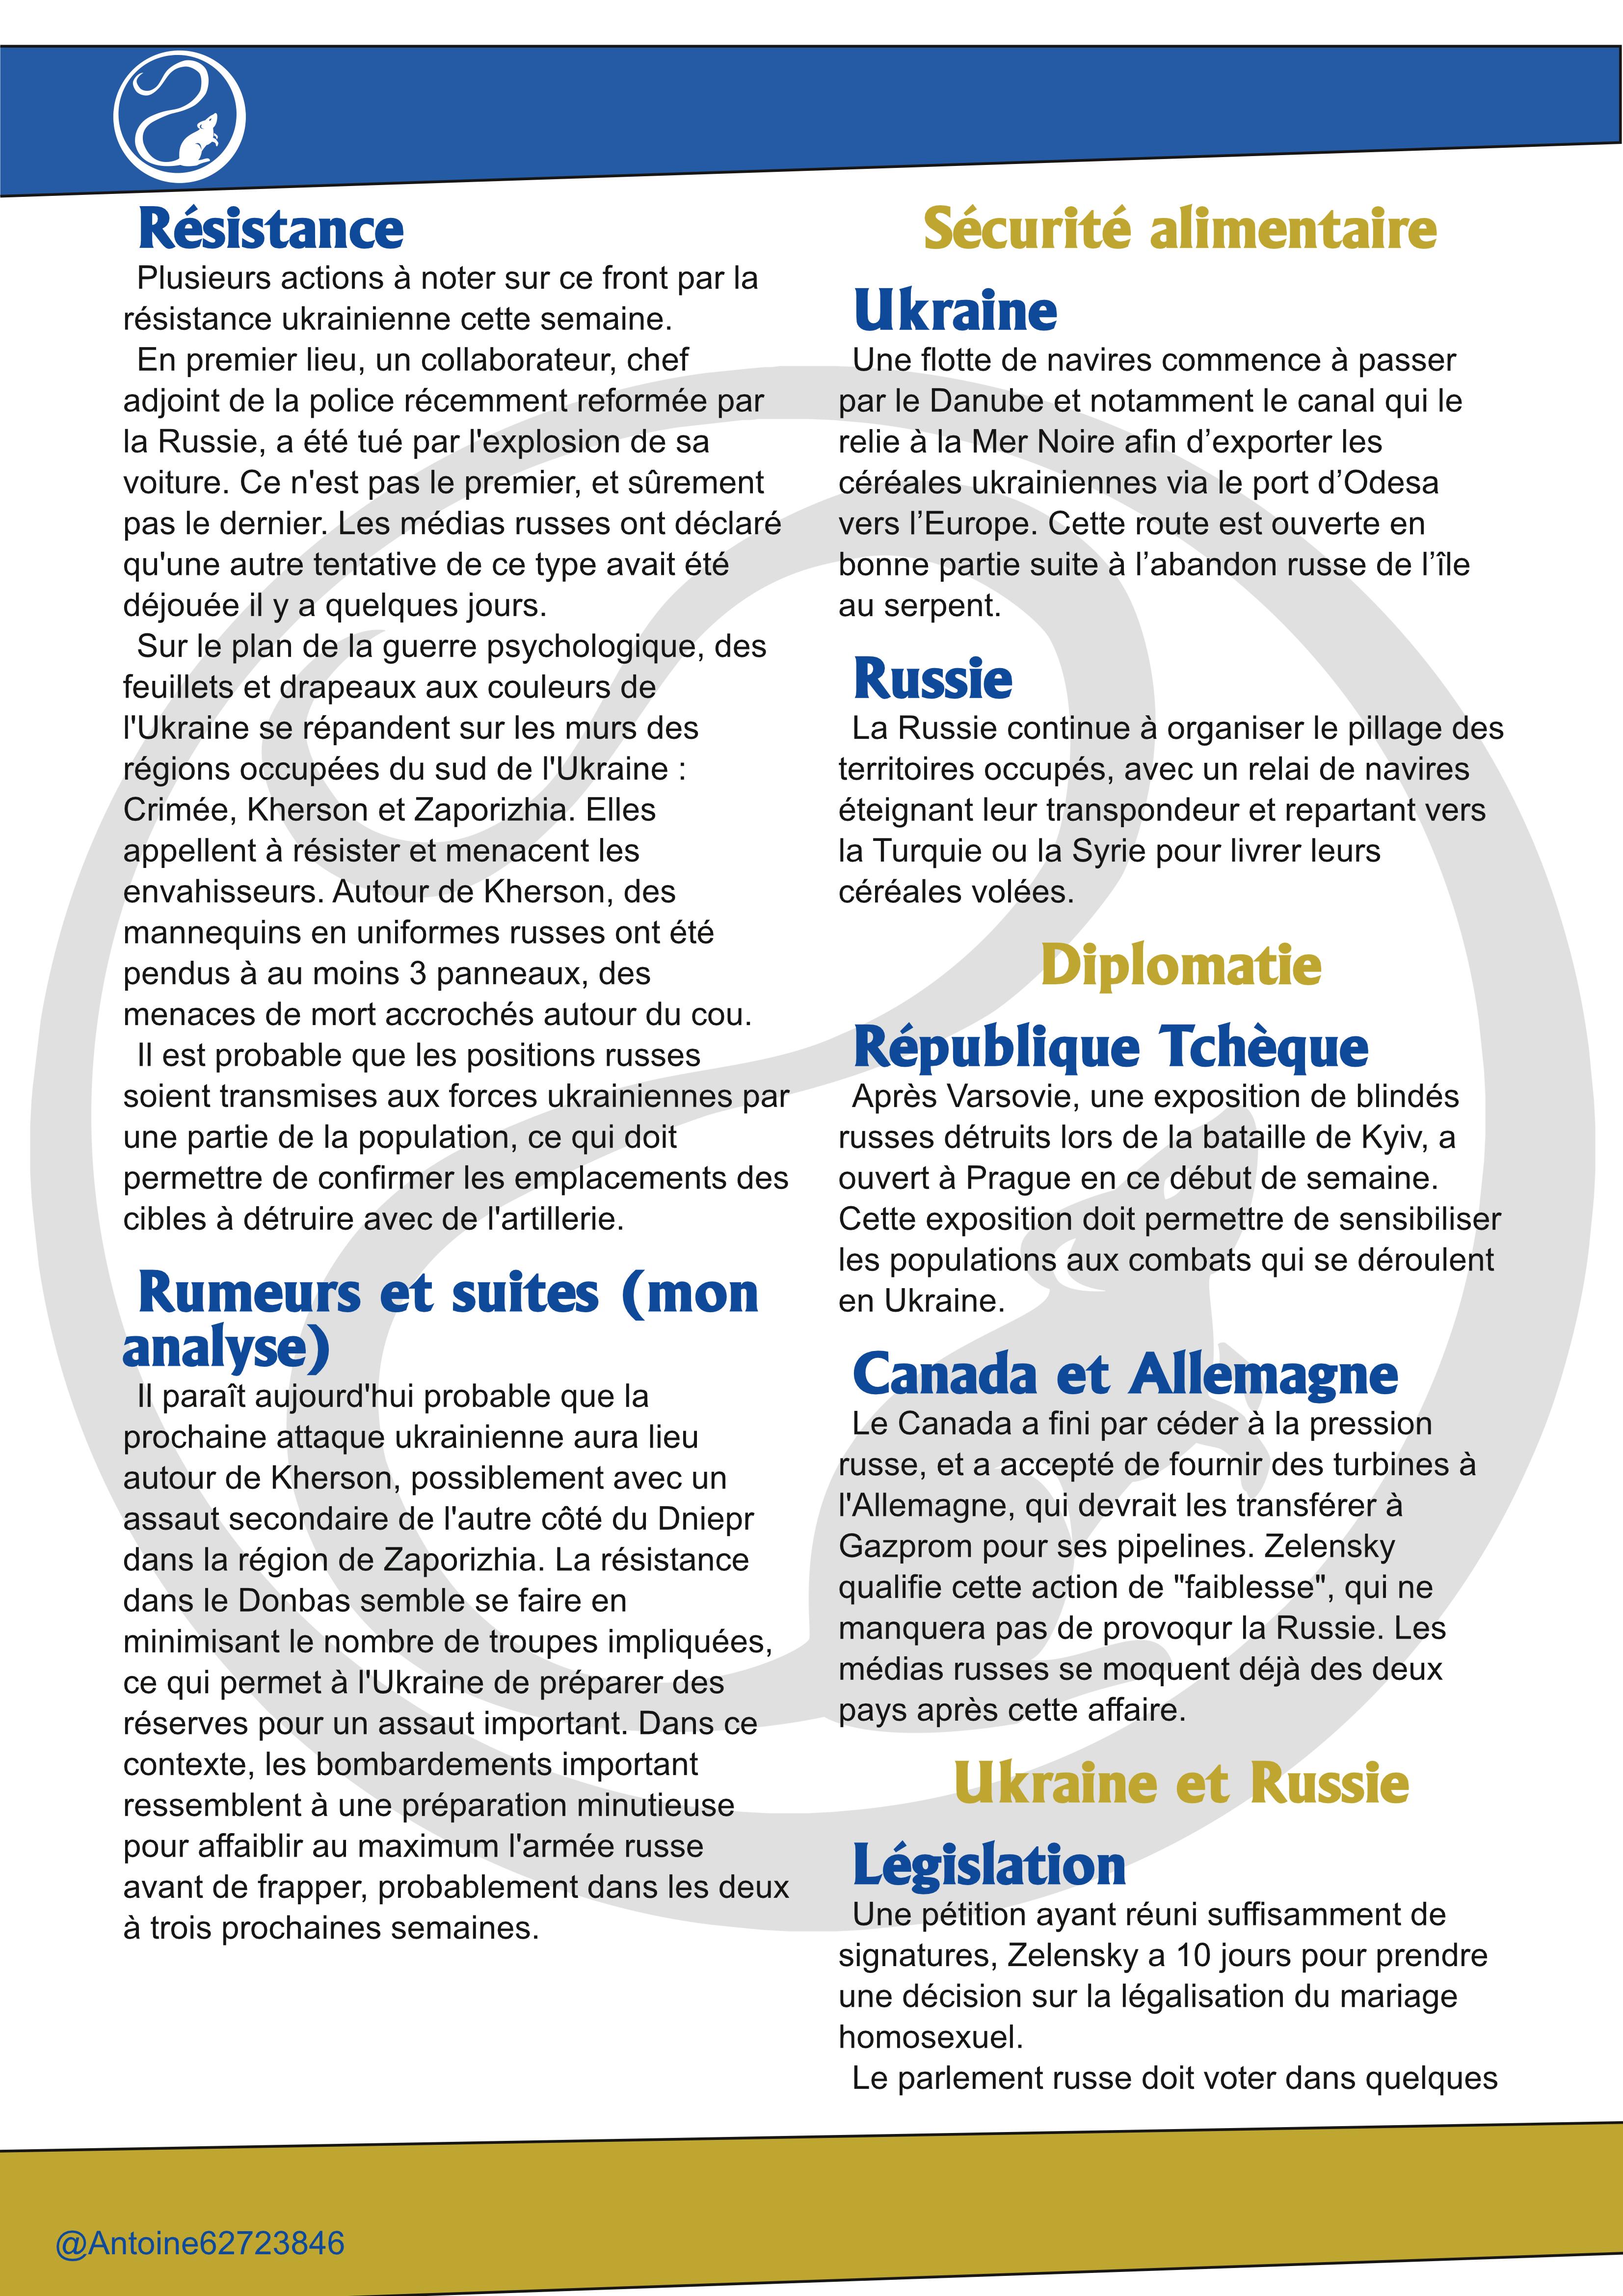 Résistance
Plusieurs actions à noter sur ce front par la
résistance ukrainienne cette semaine.
En premier lieu, un collaborateur, chef
adjoint de la police récemment reformée par
la Russie, a été tué par l'explosion de sa
voiture. Ce n'est pas le premier, et sûrement
pas le dernier. Les médias russes ont déclaré
qu'une autre tentative de ce type avait été
déjouée il y a quelques jours.
Sur le plan de la guerre psychologique, des
feuillets et drapeaux aux couleurs de
l'Ukraine se répandent sur les murs des
régions occupées du sud de l'Ukraine :
Crimée, Kherson et Zaporizhia. Elles
appellent à résister et menacent les
envahisseurs. Autour de Kherson, des
mannequins en uniformes russes ont été
pendus à au moins 3 panneaux, des
menaces de mort accrochés autour du cou.
Il est probable que les positions russes
soient transmises aux forces ukrainiennes par
une partie de la population, ce qui doit
permettre de confirmer les emplacements des
cibles à détruire avec de l'artillerie.
Rumeurs et suites (mon
analyse)
Il paraît aujourd'hui probable que la
prochaine attaque ukrainienne aura lieu
autour de Kherson, possiblement avec un
assaut secondaire de l'autre côté du Dniepr
dans la région de Zaporizhia. La résistance
dans le Donbas semble se faire en
minimisant le nombre de troupes impliquées,
ce qui permet à l'Ukraine de préparer des
réserves pour un assaut important. Dans ce
contexte, les bombardements important
ressemblent à une préparation minutieuse
pour affaiblir au maximum l'armée russe
avant de frapper, probablement dans les deux
à trois prochaines semaines.
Sécurité alimentaire
Ukraine
Une flotte de navires commence à passer
par le Danube et notamment le canal qui le
relie à la Mer Noire afin d’exporter les
céréales ukrainiennes via le port d’Odesa
vers l’Europe. Cette route est ouverte en
bonne partie suite à l’abandon russe de l’île
au serpent.
Russie
La Russie continue à organiser le pillage des
territoires occupés, avec un relai de navires
éteignant leur transpondeur et repartant vers
la Turquie ou la Syrie pour livrer leurs
céréales volées.
Diplomatie
République Tchèque
Après Varsovie, une exposition de blindés
russes détruits lors de la bataille de Kyiv, a
ouvert à Prague en ce début de semaine.
Cette exposition doit permettre de sensibiliser
les populations aux combats qui se déroulent
en Ukraine.
Canada et Allemagne
Le Canada a fini par céder à la pression
russe, et a accepté de fournir des turbines à
l'Allemagne, qui devrait les transférer à
Gazprom pour ses pipelines. Zelensky
qualifie cette action de "faiblesse", qui ne
manquera pas de provoqur la Russie. Les
médias russes se moquent déjà des deux
pays après cette affaire.
Ukraine et Russie
Législation
Une pétition ayant réuni suffisamment de
signatures, Zelensky a 10 jours pour prendre
une décision sur la légalisation du mariage
homosexuel.
Le parlement russe doit voter dans quelques
@Antoine62723846